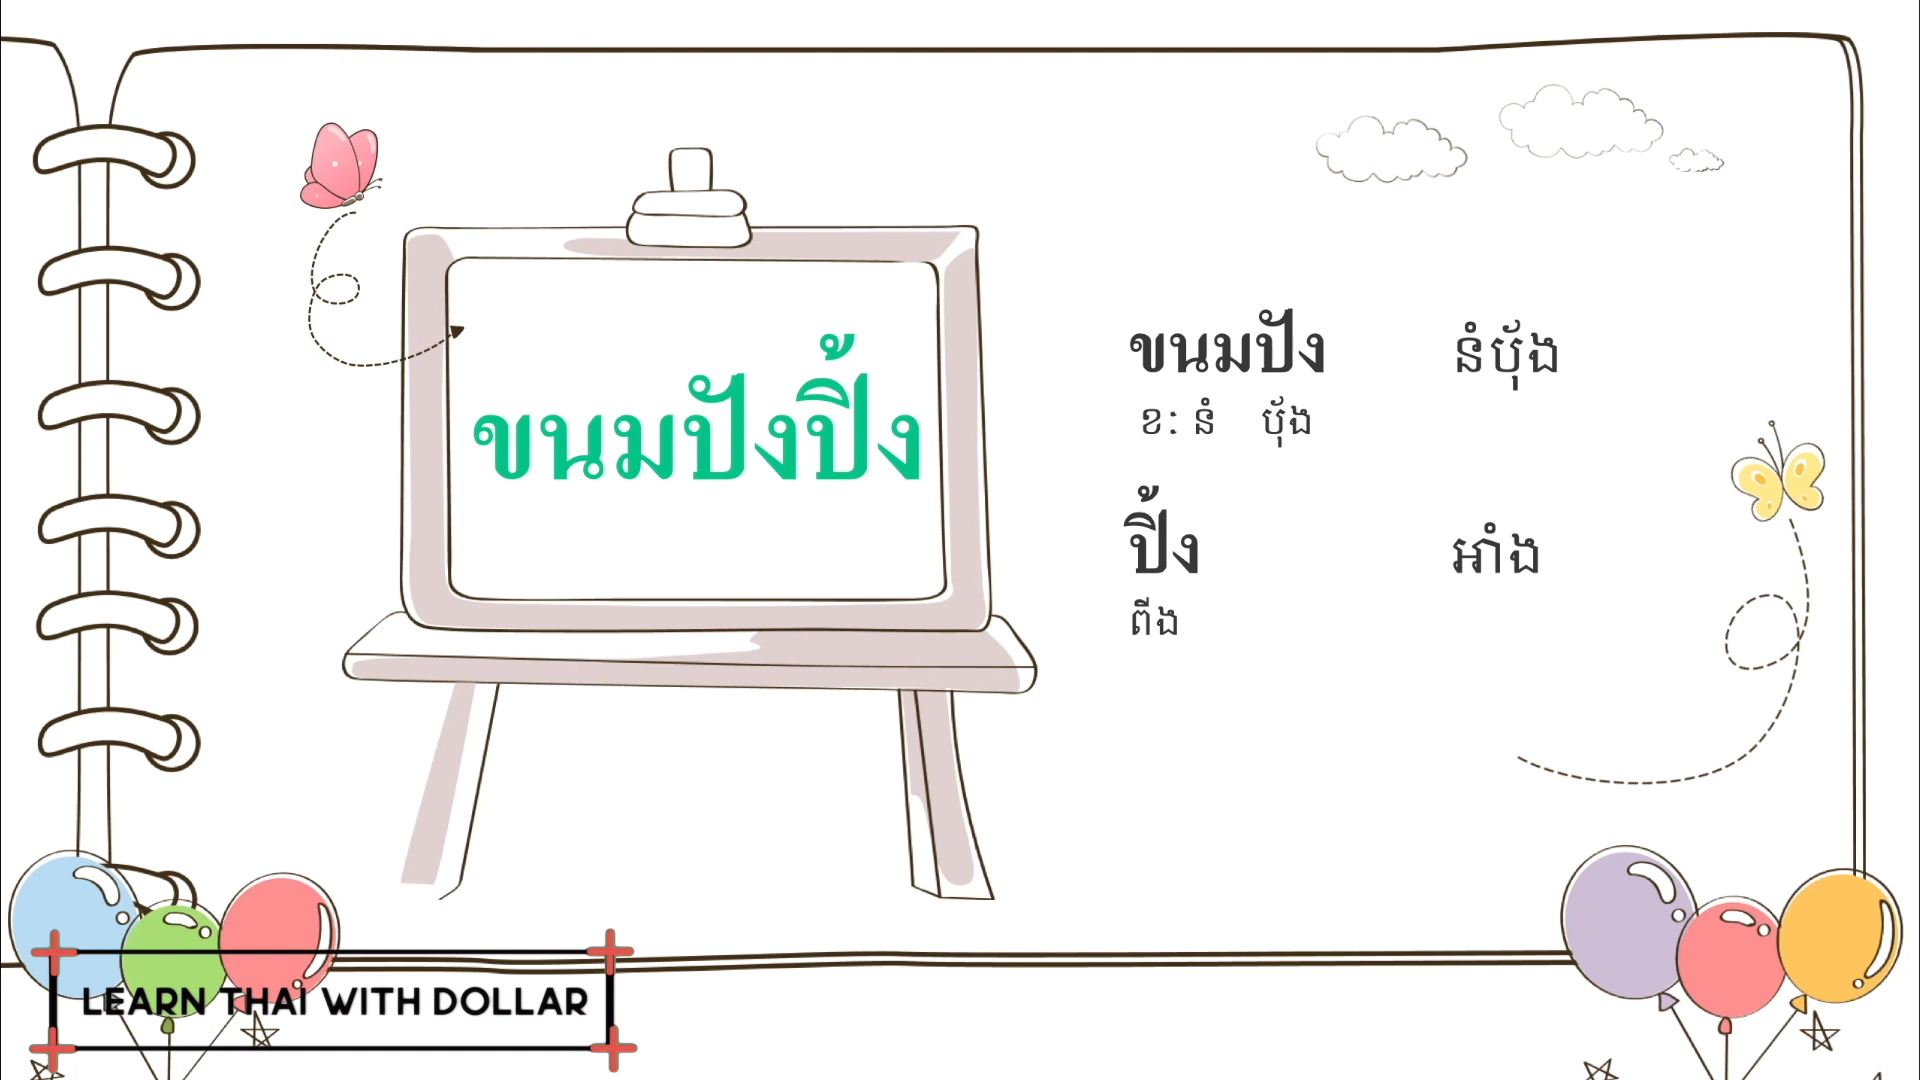 ขนมปังปิ้ง
ขนมปัง នំប៉័ង
ខ: នំ ប៉័ង
ปิ้ง អាំង
ពីង
LEARN THAI WITH DOLLAR